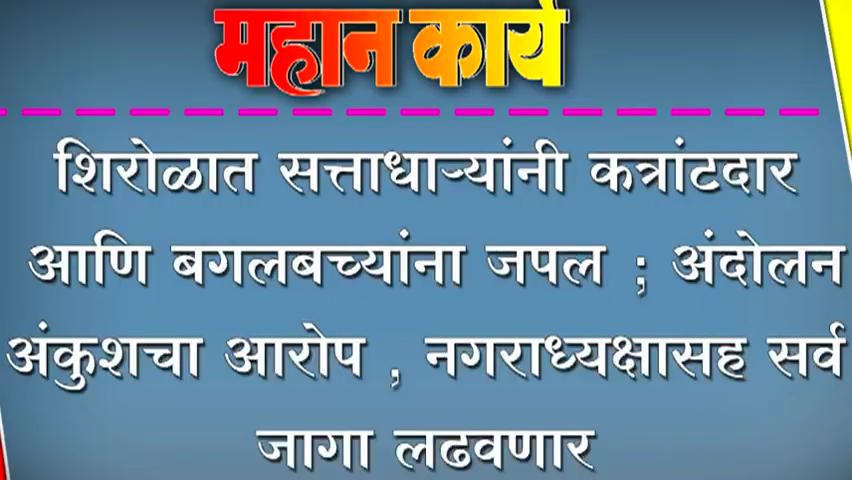 महान कार्य
शिरोळात सत्ताधाऱ्यांनी कत्रांटदार
आणि बगलबच्यांना जपल ; अंदोलन
अंकुशचा आरोप , नगराध्यक्षासह सर्व
जागा लढवणार